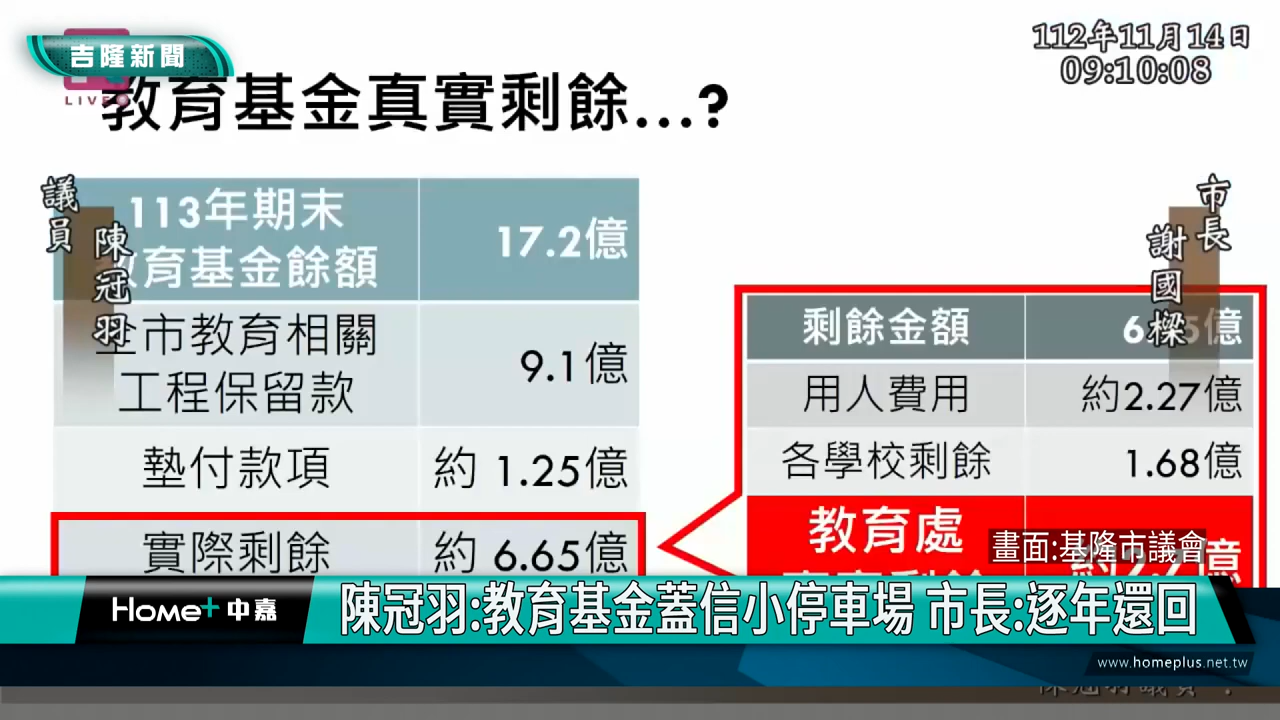 吉隆新聞
LIVE
112年11月14日
09:10:08
教育基金真實剩餘...?
議員
陳冠羽
市長
謝國樑
113年期末
教育基金餘額
17.2億
全市教育相關
工程保留款
9.1億
墊付款項
約 1.25億
實際剩餘
約 6.65億
剩餘金額
用人費用
約2.27億
各學校剩餘
1.68億
教育處
畫面:基隆市議會
Home+中嘉
陳冠羽:教育基金蓋信小停車場 市長:逐年還回
www.homeplus.net.tw